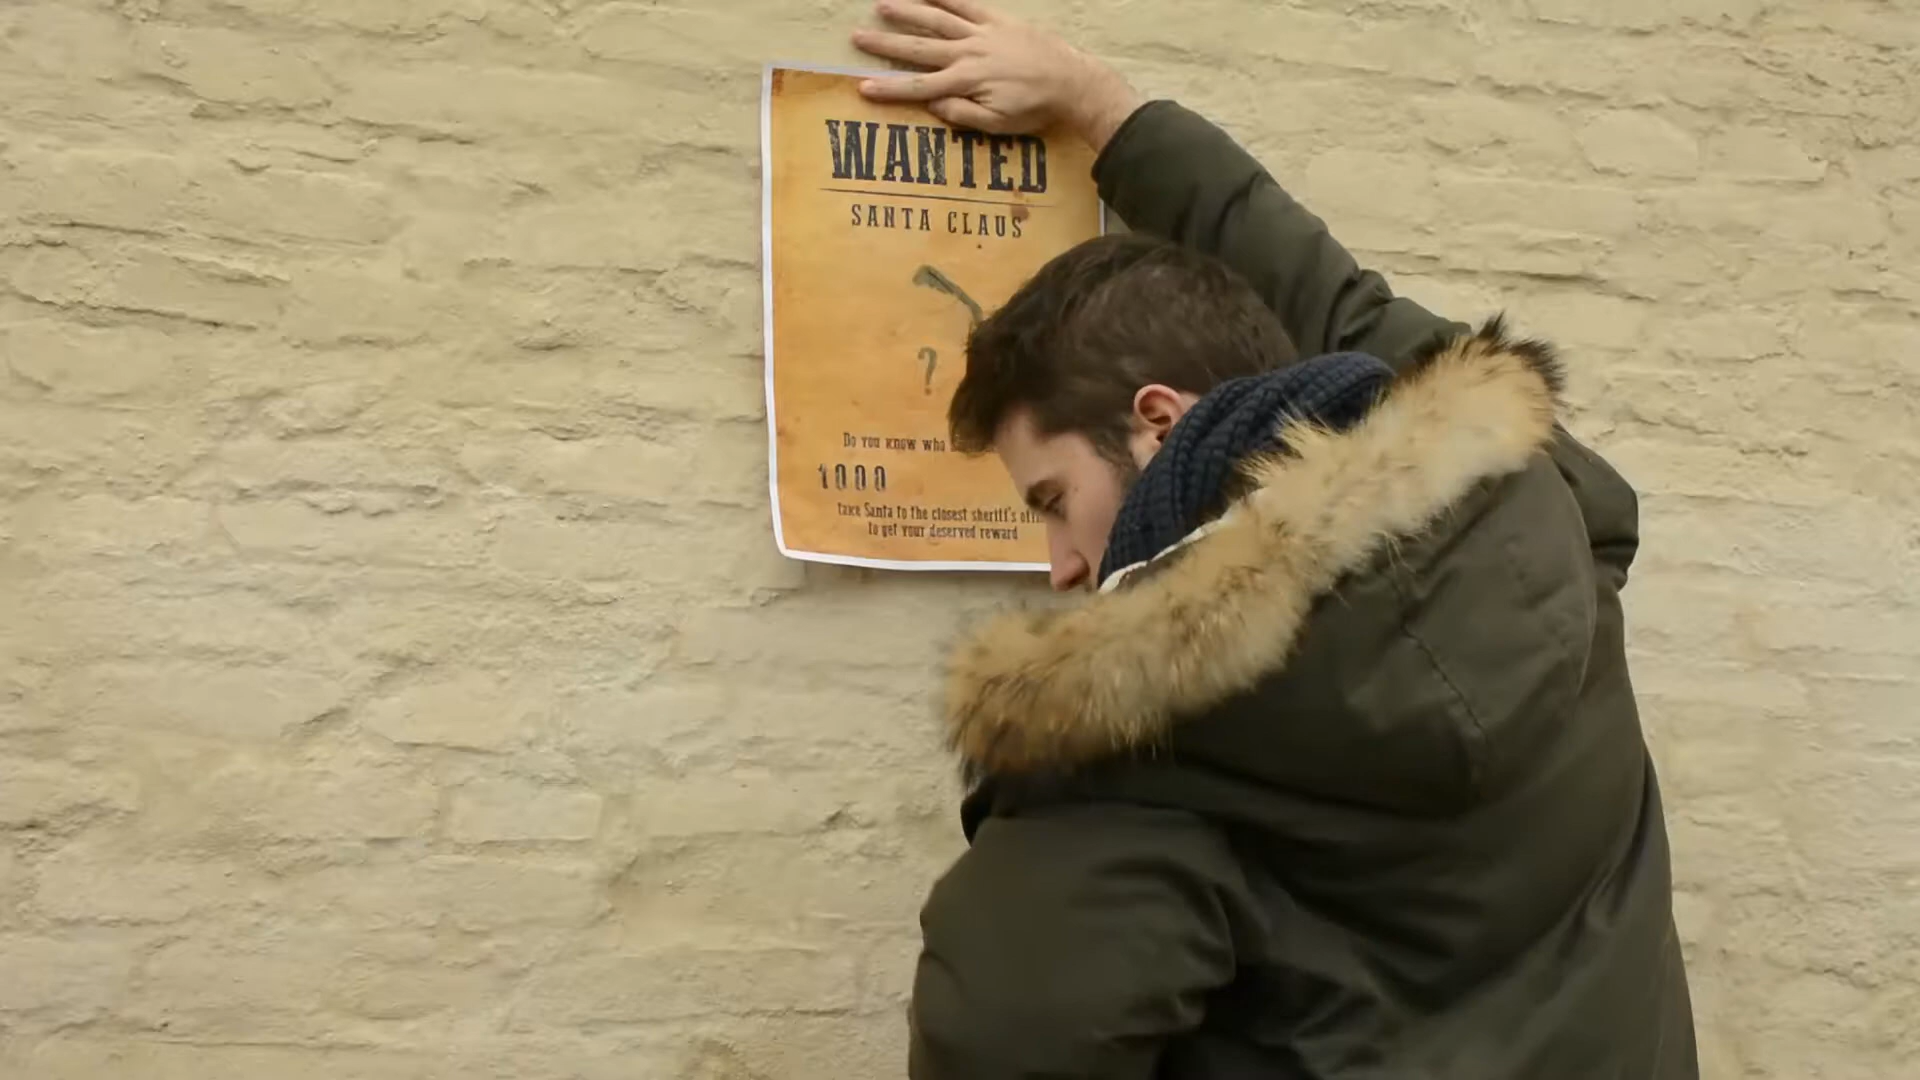 WANTED
SANTA CLAUS
?
Do you know who
1000
take Santa to the closest sheriff's
to get your deserved reward